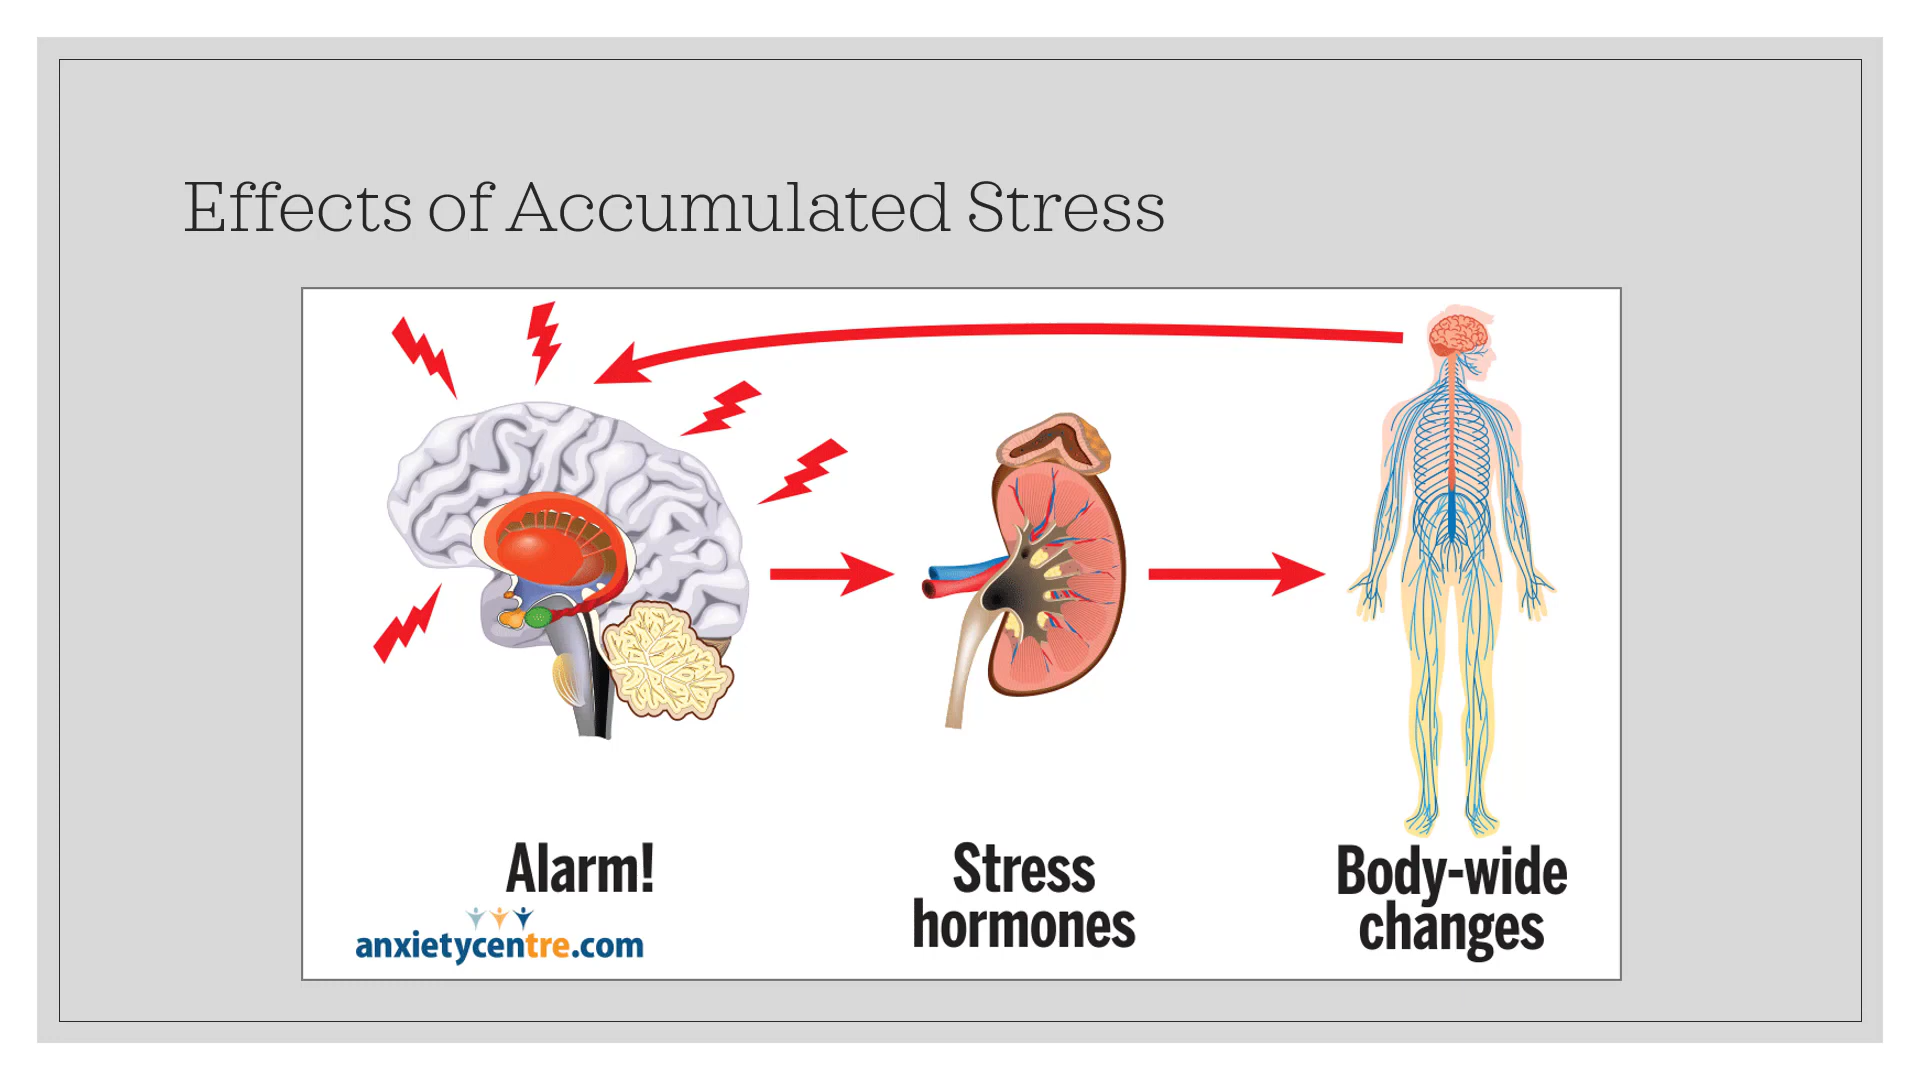 Effects of Accumulated Stress
Alarm!
Stress
hormones
Body-wide
changes
anxietycentre.com